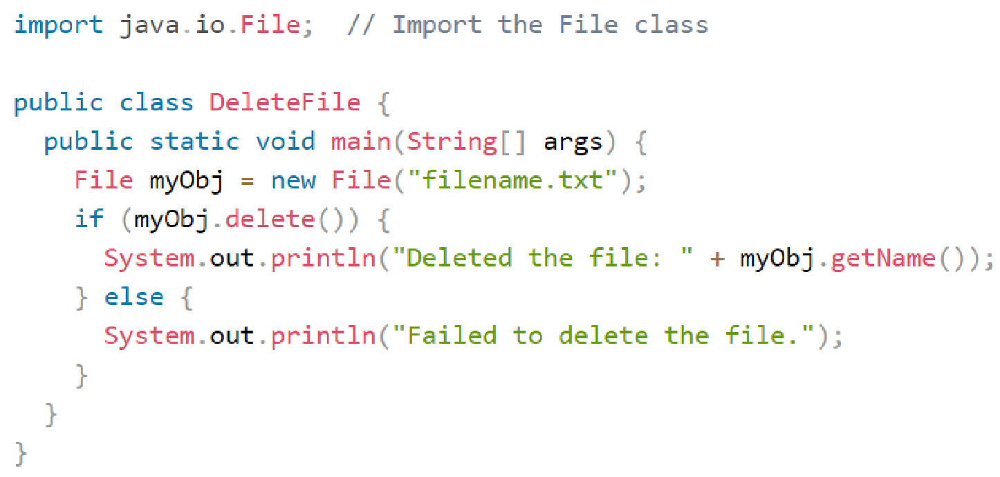 import java.io.File;  // Import the File class

public class DeleteFile {
  public static void main(String[] args) {
    File myObj = new File("filename.txt");
    if (myObj.delete()) {
      System.out.println("Deleted the file: " + myObj.getName());
    } else {
      System.out.println("Failed to delete the file.");
    }
  }
}